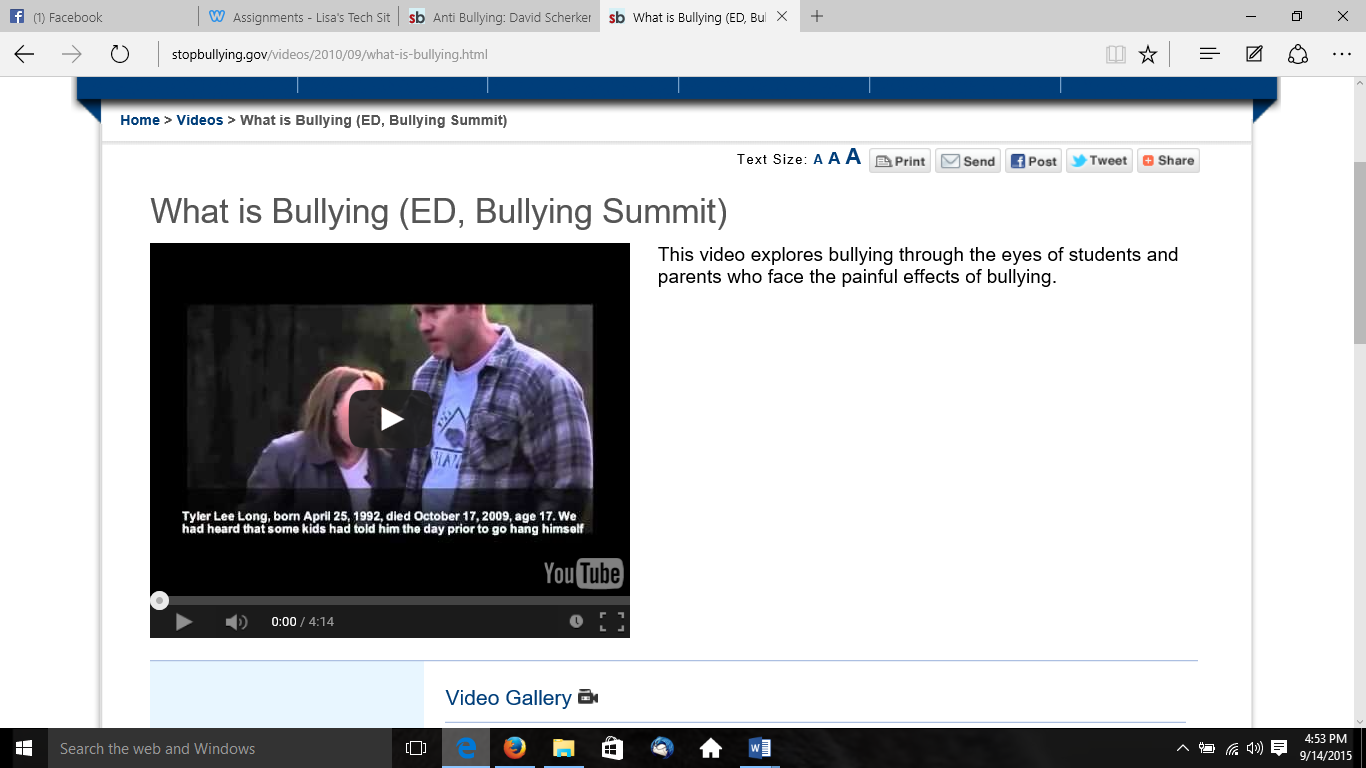 (1) Facebook
Assignments - Lisa's Tech Sit
sb Anti Bullying: David Scherker
sb What is Bullying (ED, Bul
stopbullying.gov/videos/2010/09/what-is-bullying.html
Home > Videos > What is Bullying (ED, Bullying Summit)
Text Size: A A A Print Send Post Tweet Share
What is Bullying (ED, Bullying Summit)
This video explores bullying through the eyes of students and
parents who face the painful effects of bullying.
Tyler Lee Long, born April 25, 1992, died October 17, 2009, age 17. We
had heard that some kids had told him the day prior to go hang himself
YouTube
0:00 / 4:14
Video Gallery
Search the web and Windows
4:53 PM
9/14/2015